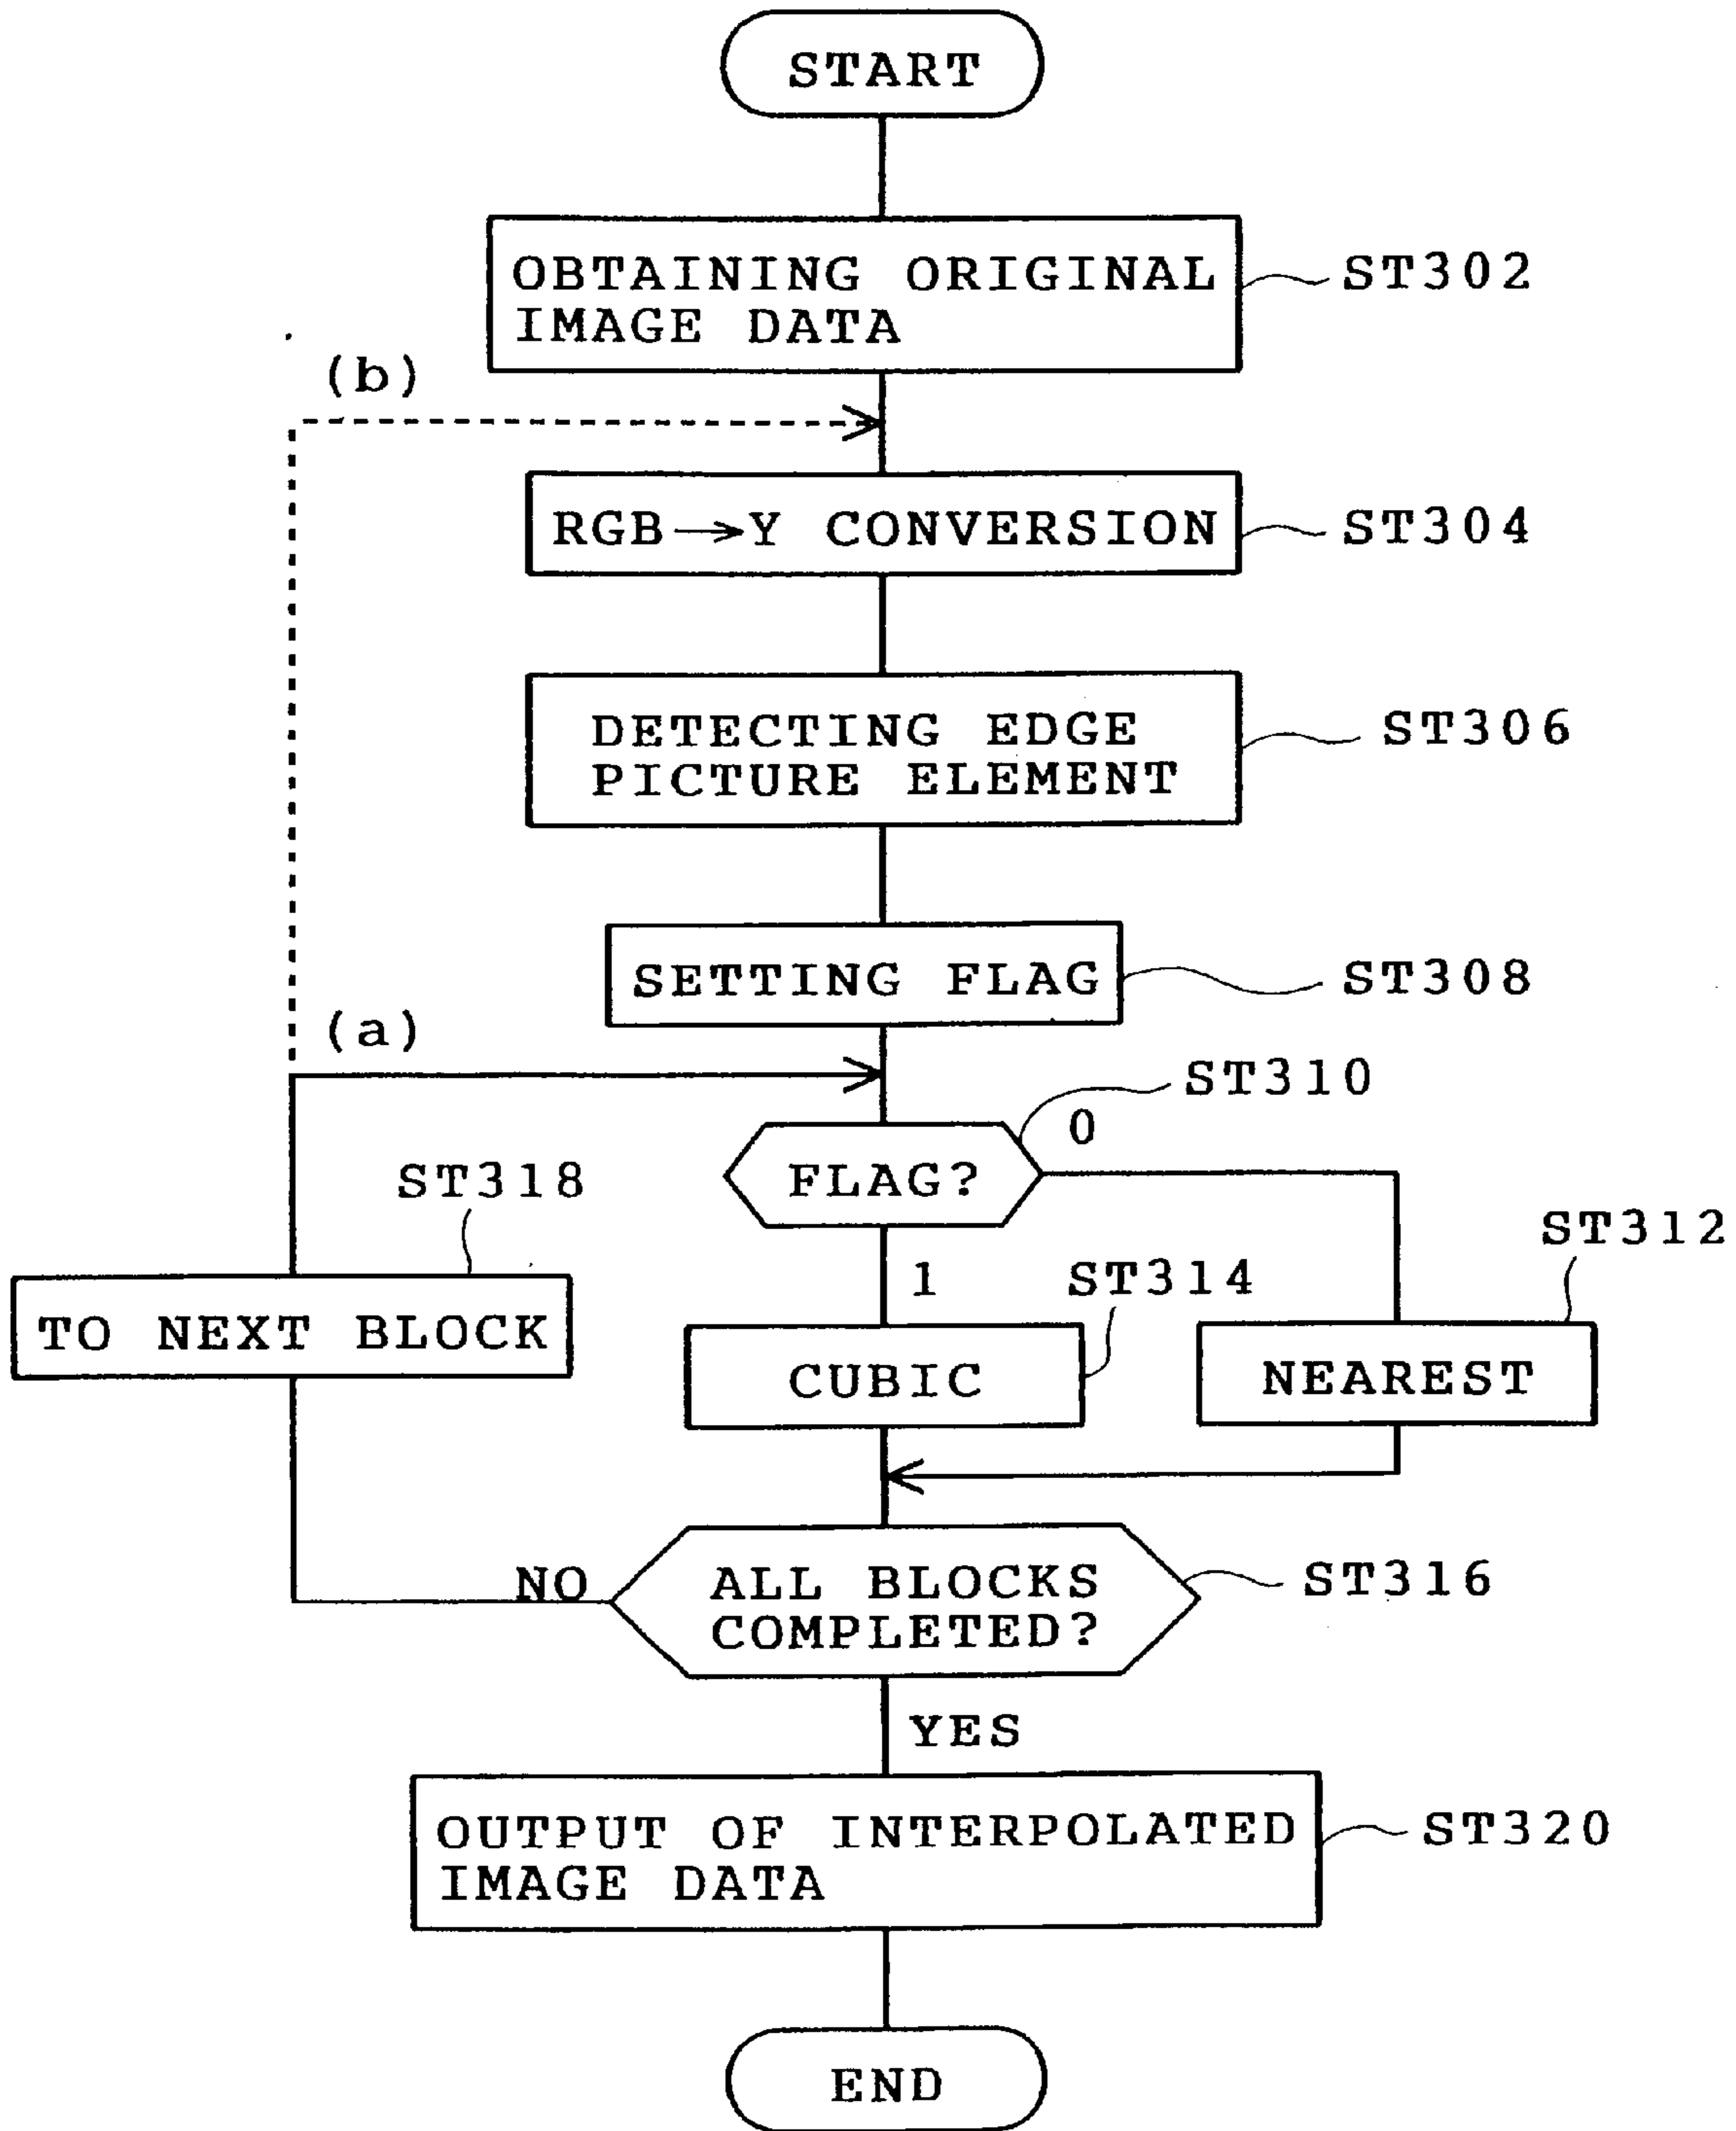 START
OBTAINING ORIGINAL
IMAGE DATA
ST302
(b)
RGB→Y CONVERSION
ST304
DETECTING EDGE
PICTURE ELEMENT
ST306
SETTING FLAG
ST308
(a)
ST310
0
FLAG?
ST318
ST312
1
ST314
TO NEXT BLOCK
CUBIC
NEAREST
NO
ALL BLOCKS
COMPLETED?
ST316
YES
OUTPUT OF INTERPOLATED
IMAGE DATA
ST320
END